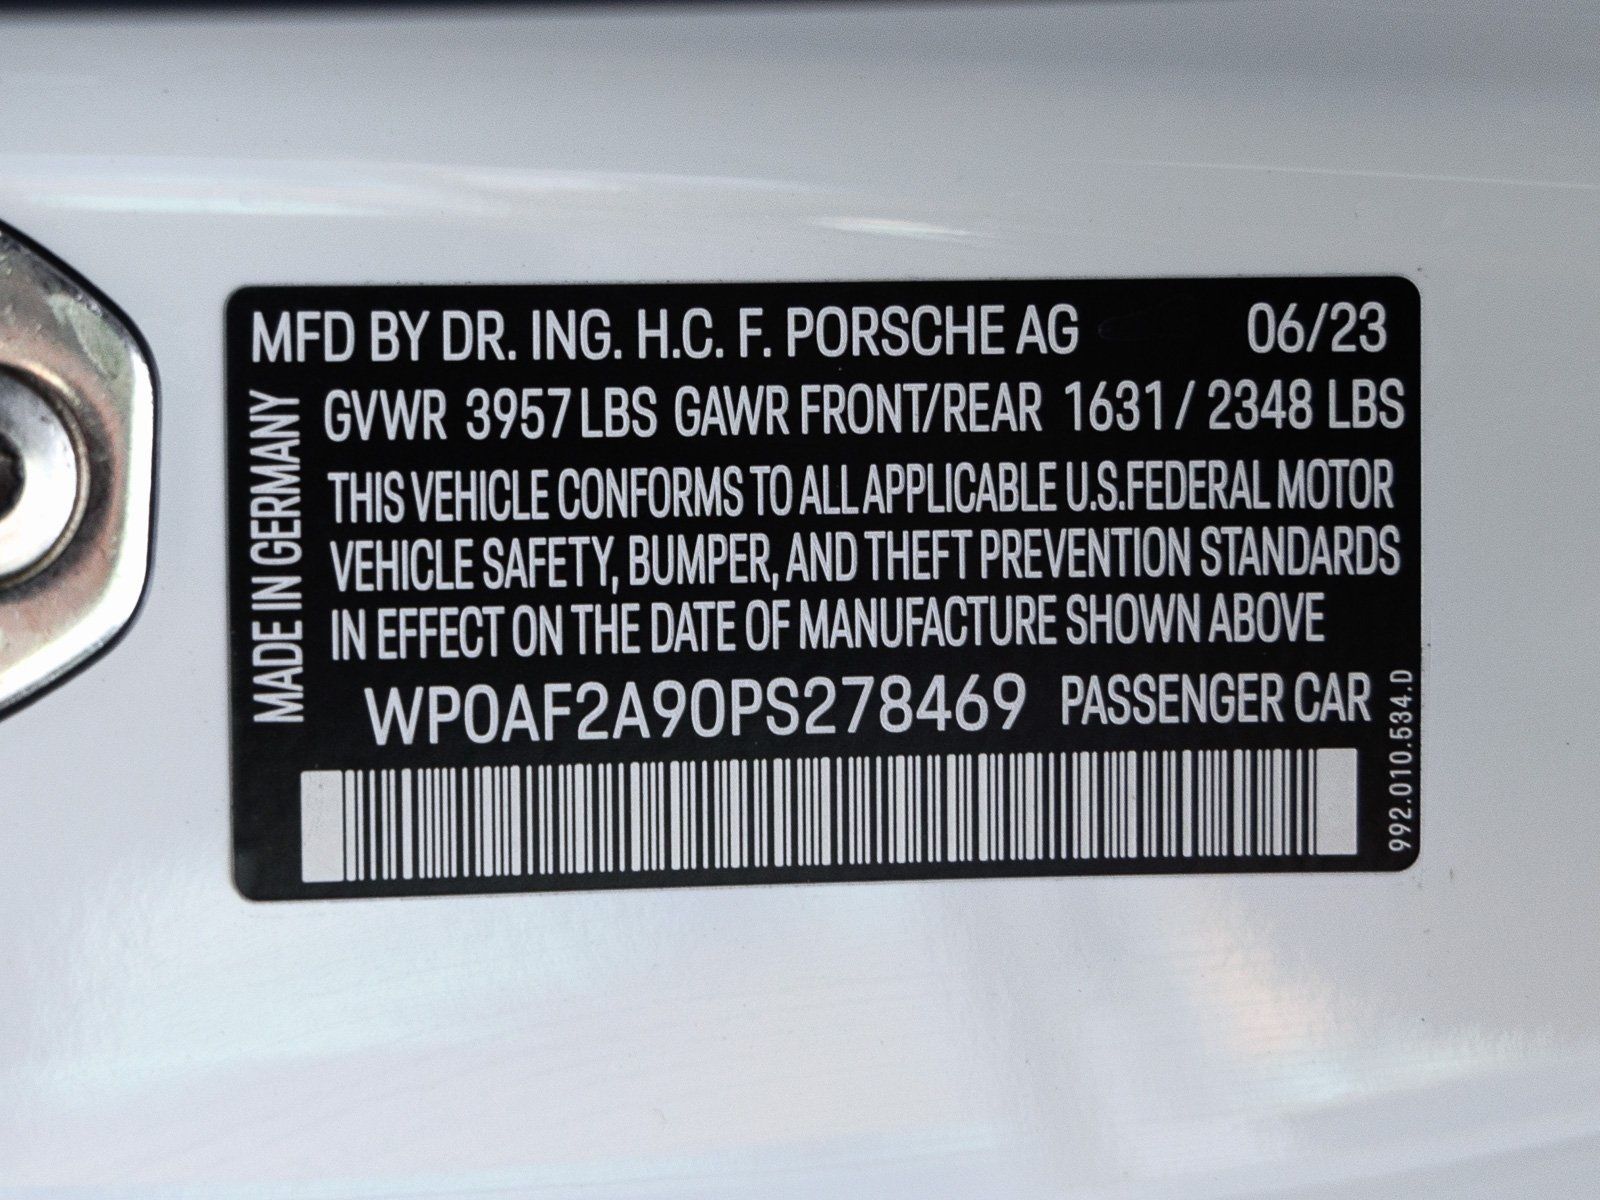 MFD BY DR. ING. H.C. F. PORSCHE AG 06/23
GVWR 3957 LBS GAWR FRONT/REAR 1631 / 2348 LBS
MADE IN GERMANY
THIS VEHICLE CONFORMS TO ALL APPLICABLE U.S.FEDERAL MOTOR
VEHICLE SAFETY, BUMPER, AND THEFT PREVENTION STANDARDS
IN EFFECT ON THE DATE OF MANUFACTURE SHOWN ABOVE
WP0AF2A90PS278469 PASSENGER CAR
992.010.534.D